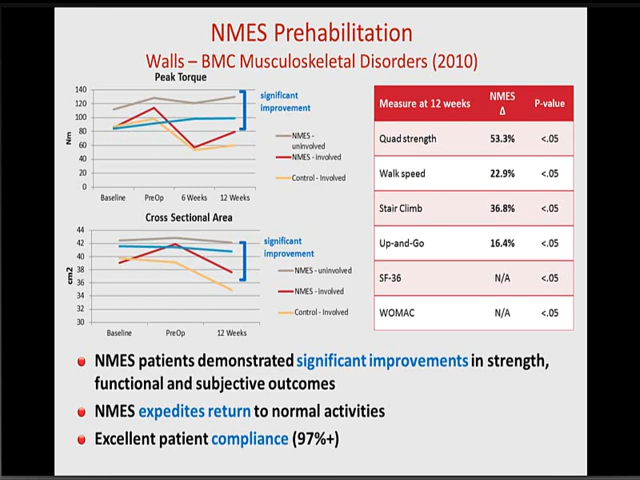 NMES Prehabilitation
Walls – BMC Musculoskeletal Disorders (2010)
Peak Torque
140
120
100
80
60
40
20
0
Nm
Baseline PreOp 6 Weeks 12 Weeks
significant
improvement
NMES -
uninvolved
NMES - Involved
Control - Involved
Cross Sectional Area
44
42
40
38
36
34
32
30
cm2
Baseline PreOp 12 Weeks
significant
improvement
NMES - uninvolved
NMES - Involved
Control - Involved
Measure at 12 weeks NMES Δ P-value
Quad strength 53.3% <.05
Walk speed 22.9% <.05
Stair Climb 36.8% <.05
Up-and-Go 16.4% <.05
SF-36 N/A <.05
WOMAC N/A <.05
NMES patients demonstrated significant improvements in strength,
functional and subjective outcomes
NMES expedites return to normal activities
Excellent patient compliance (97%+)